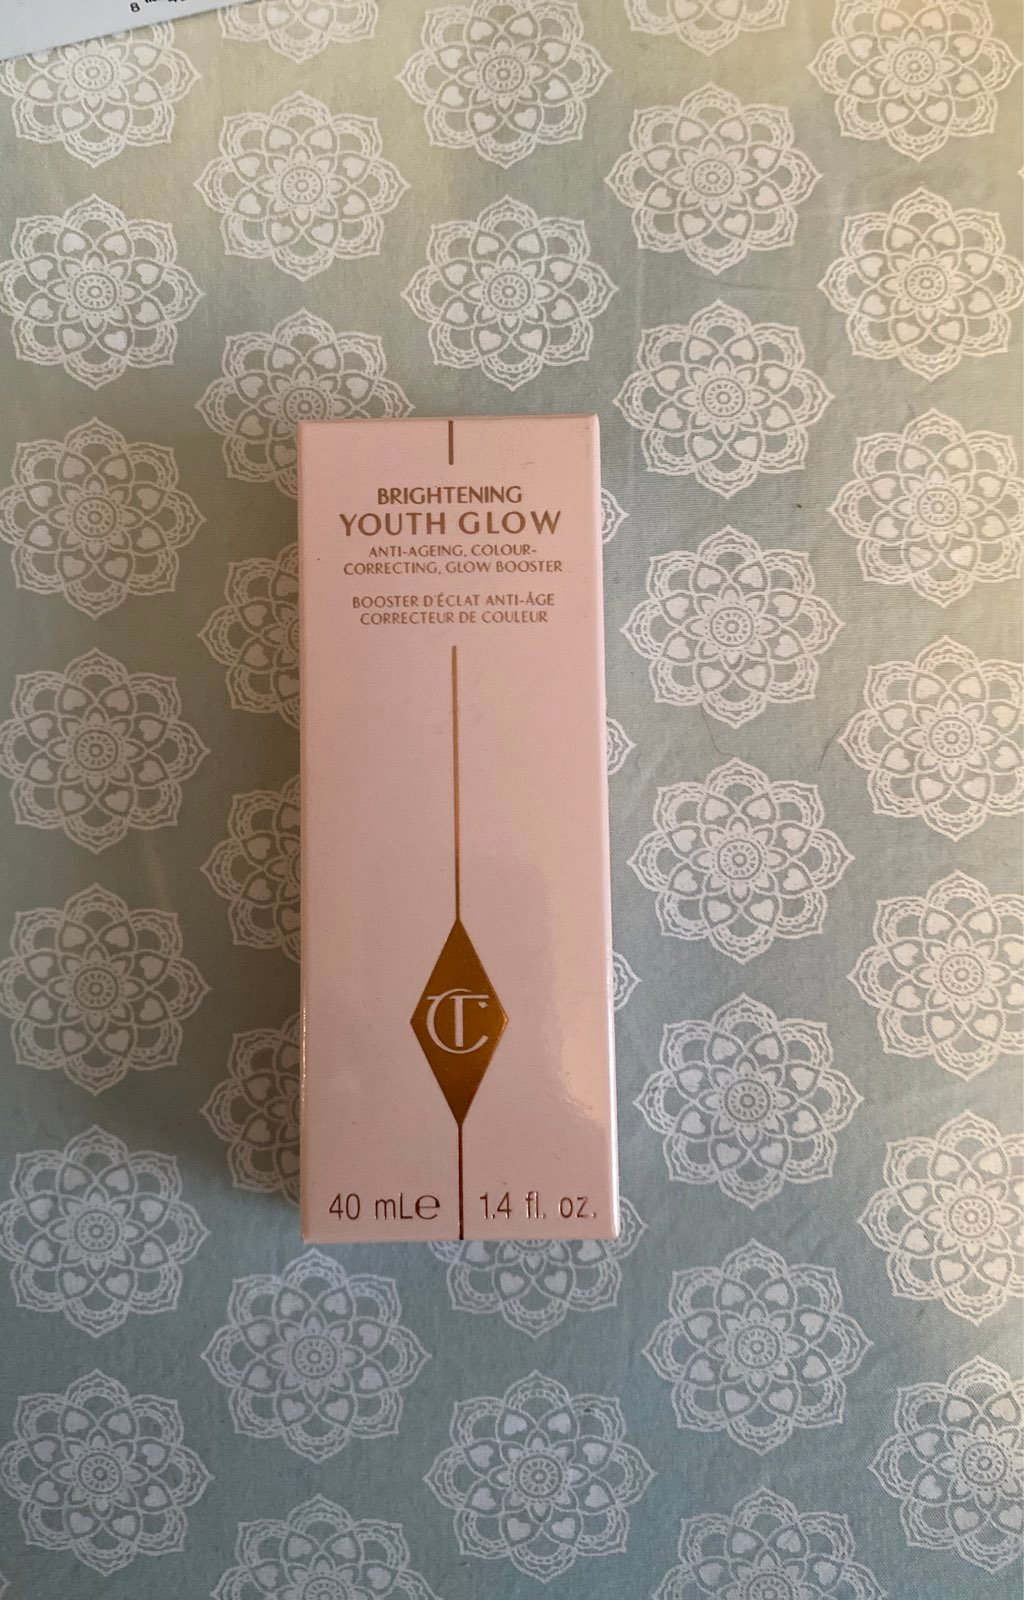 BRIGHTENING
YOUTH GLOW
ANTI-AGEING, COLOUR-
CORRECTING, GLOW BOOSTER
BOOSTER D'ÉCLAT ANTI-ÂGE
CORRECTEUR DE COULEUR
CT
40 mLe 1.4 fl. oz.